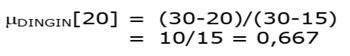 μDINGIN[20] = (30-20)/(30-15)
= 10/15 = 0,667